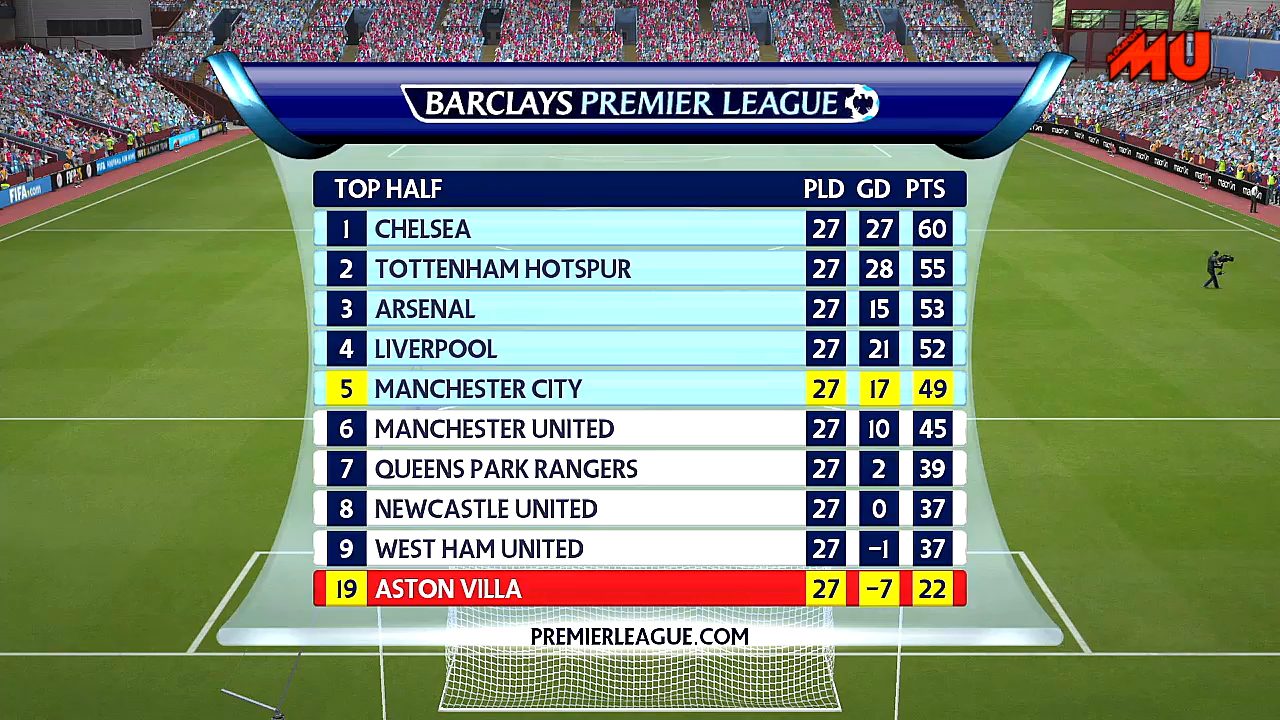 MU
BARCLAYS PREMIER LEAGUE
TOP HALF PLD GD PTS
1 CHELSEA 27 27 60
2 TOTTENHAM HOTSPUR 27 28 55
3 ARSENAL 27 15 53
4 LIVERPOOL 27 21 52
5 MANCHESTER CITY 27 17 49
6 MANCHESTER UNITED 27 10 45
7 QUEENS PARK RANGERS 27 2 39
8 NEWCASTLE UNITED 27 0 37
9 WEST HAM UNITED 27 -1 37
19 ASTON VILLA 27 -7 22
PREMIERLEAGUE.COM
FIFA.com